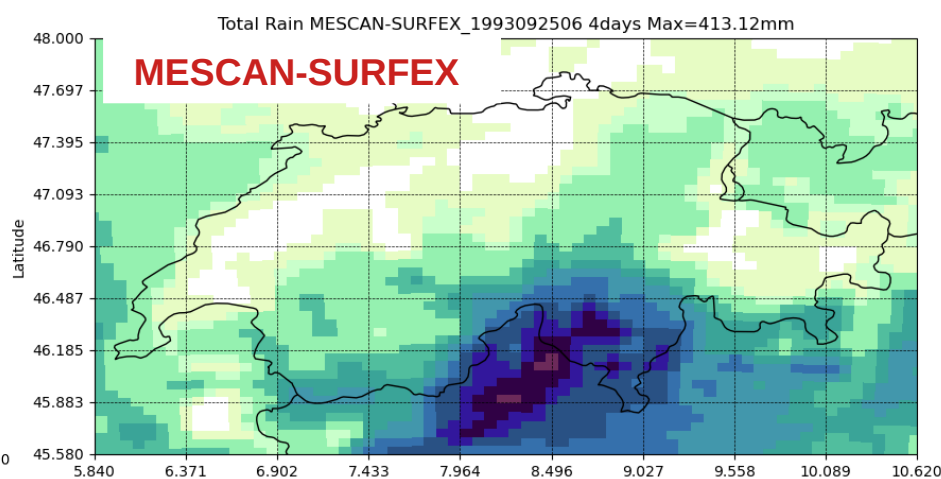 Total Rain MESCAN-SURFEX_1993092506 4days Max=413.12mm
MESCAN-SURFEX
48.000
47.697
47.395
47.093
46.790
46.487
46.185
45.883
45.580
Latitude
0
5.840 6.371 6.902 7.433 7.964 8.496 9.027 9.558 10.089 10.620